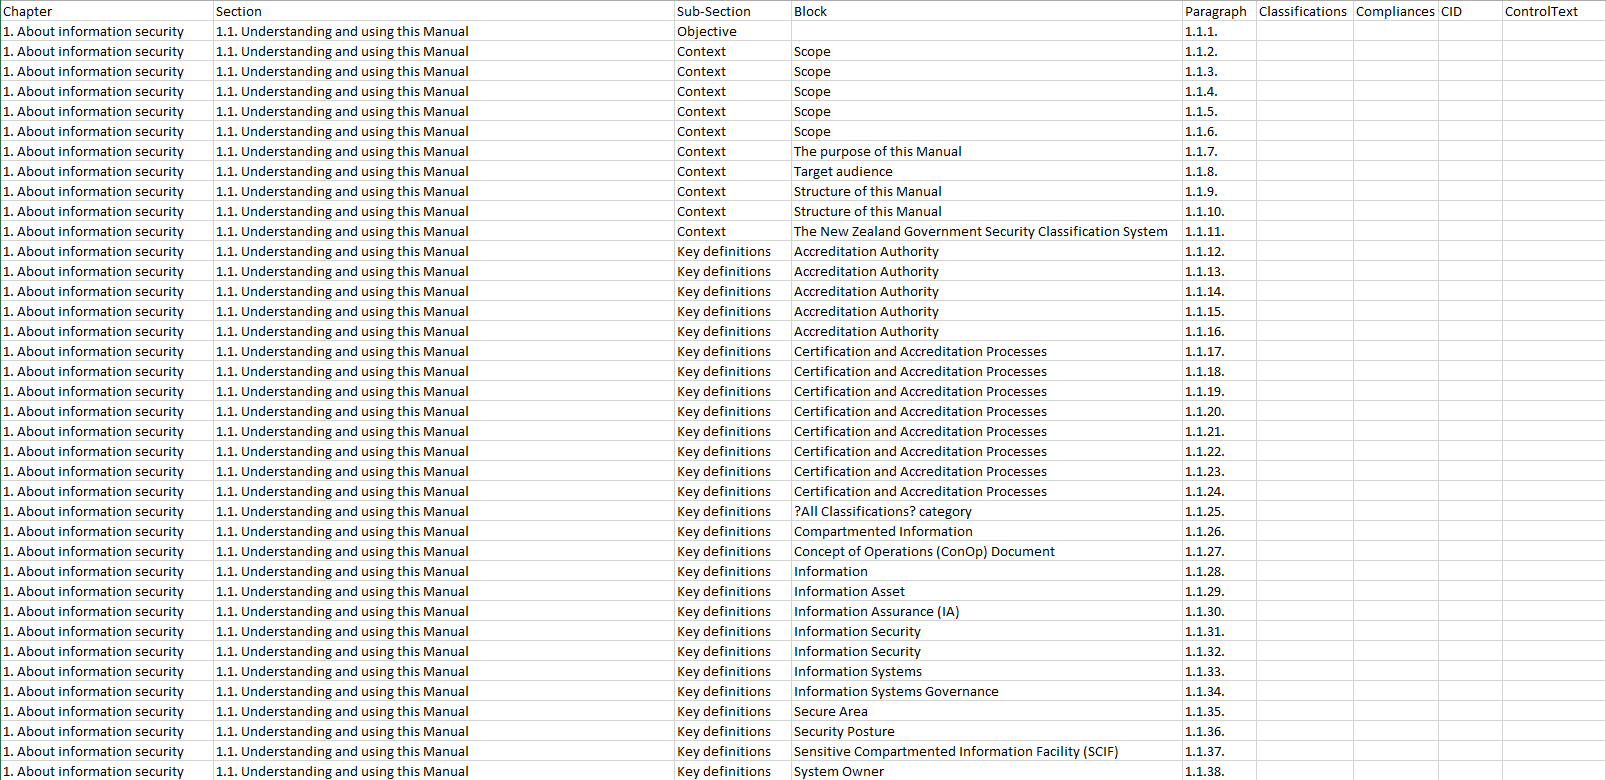 Chapter Section Sub-Section Block Paragraph Classifications Compliances CID ControlText
1. About information security 1.1. Understanding and using this Manual Objective 1.1.1.
1. About information security 1.1. Understanding and using this Manual Context Scope 1.1.2.
1. About information security 1.1. Understanding and using this Manual Context Scope 1.1.3.
1. About information security 1.1. Understanding and using this Manual Context Scope 1.1.4.
1. About information security 1.1. Understanding and using this Manual Context Scope 1.1.5.
1. About information security 1.1. Understanding and using this Manual Context Scope 1.1.6.
1. About information security 1.1. Understanding and using this Manual Context The purpose of this Manual 1.1.7.
1. About information security 1.1. Understanding and using this Manual Context Target audience 1.1.8.
1. About information security 1.1. Understanding and using this Manual Context Structure of this Manual 1.1.9.
1. About information security 1.1. Understanding and using this Manual Context Structure of this Manual 1.1.10.
1. About information security 1.1. Understanding and using this Manual Context The New Zealand Government Security Classification System 1.1.11.
1. About information security 1.1. Understanding and using this Manual Key definitions Accreditation Authority 1.1.12.
1. About information security 1.1. Understanding and using this Manual Key definitions Accreditation Authority 1.1.13.
1. About information security 1.1. Understanding and using this Manual Key definitions Accreditation Authority 1.1.14.
1. About information security 1.1. Understanding and using this Manual Key definitions Accreditation Authority 1.1.15.
1. About information security 1.1. Understanding and using this Manual Key definitions Accreditation Authority 1.1.16.
1. About information security 1.1. Understanding and using this Manual Key definitions Certification and Accreditation Processes 1.1.17.
1. About information security 1.1. Understanding and using this Manual Key definitions Certification and Accreditation Processes 1.1.18.
1. About information security 1.1. Understanding and using this Manual Key definitions Certification and Accreditation Processes 1.1.19.
1. About information security 1.1. Understanding and using this Manual Key definitions Certification and Accreditation Processes 1.1.20.
1. About information security 1.1. Understanding and using this Manual Key definitions Certification and Accreditation Processes 1.1.21.
1. About information security 1.1. Understanding and using this Manual Key definitions Certification and Accreditation Processes 1.1.22.
1. About information security 1.1. Understanding and using this Manual Key definitions Certification and Accreditation Processes 1.1.23.
1. About information security 1.1. Understanding and using this Manual Key definitions Certification and Accreditation Processes 1.1.24.
1. About information security 1.1. Understanding and using this Manual Key definitions ?All Classifications? category 1.1.25.
1. About information security 1.1. Understanding and using this Manual Key definitions Compartmented Information 1.1.26.
1. About information security 1.1. Understanding and using this Manual Key definitions Concept of Operations (ConOp) Document 1.1.27.
1. About information security 1.1. Understanding and using this Manual Key definitions Information 1.1.28.
1. About information security 1.1. Understanding and using this Manual Key definitions Information Asset 1.1.29.
1. About information security 1.1. Understanding and using this Manual Key definitions Information Assurance (IA) 1.1.30.
1. About information security 1.1. Understanding and using this Manual Key definitions Information Security 1.1.31.
1. About information security 1.1. Understanding and using this Manual Key definitions Information Security 1.1.32.
1. About information security 1.1. Understanding and using this Manual Key definitions Information Systems 1.1.33.
1. About information security 1.1. Understanding and using this Manual Key definitions Information Systems Governance 1.1.34.
1. About information security 1.1. Understanding and using this Manual Key definitions Secure Area 1.1.35.
1. About information security 1.1. Understanding and using this Manual Key definitions Security Posture 1.1.36.
1. About information security 1.1. Understanding and using this Manual Key definitions Sensitive Compartmented Information Facility (SCIF) 1.1.37.
1. About information security 1.1. Understanding and using this Manual Key definitions System Owner 1.1.38.